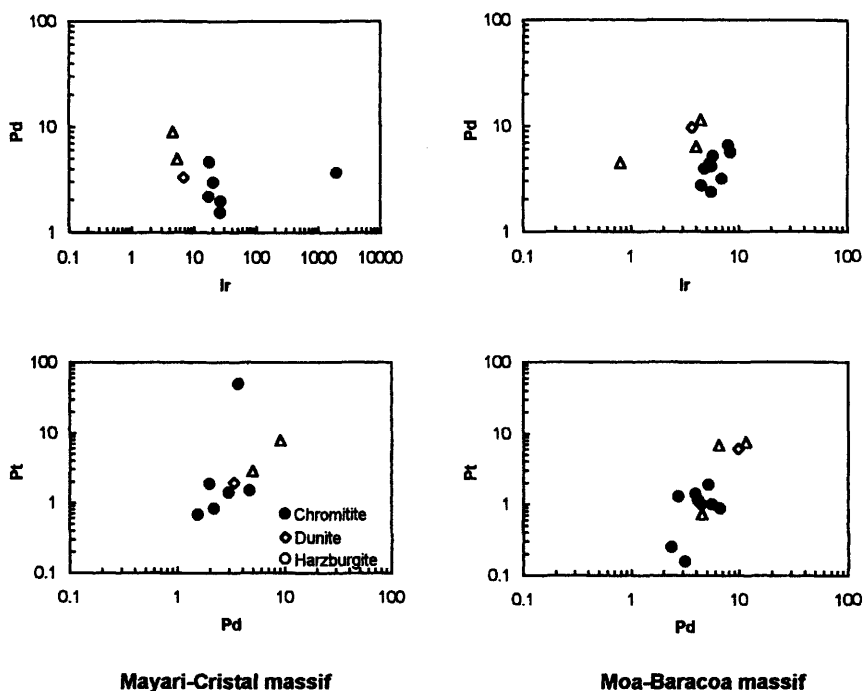 100
10
1
Pd
0.1 1 10 100 1000 10000
Ir
100
10
1
Pd
0.1 1 10 100
Ir
100
10
1
0.1
Pt
0.1 1 10 100
Pd
Chromitite
Dunite
Harzburgite
100
10
1
0.1
Pt
0.1 1 10 100
Pd
Mayari-Cristal massif
Moa-Baracoa massif